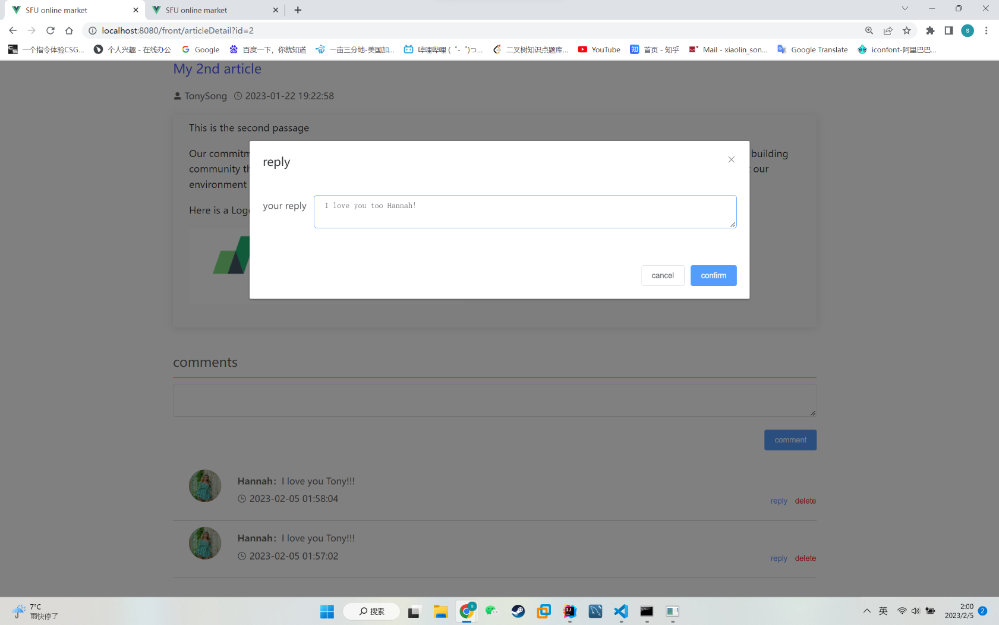 SFU online market
SFU online market
localhost:8080/front/articleDetail?id=2
S
一个指令体验CSG...
个人兴趣 - 在线办公
Google
百度一下，你就知道
一亩三分地-美国加...
哔哩哔哩 (゜-゜)つ...
二叉树知识点题库...
YouTube
知 首页 - 知乎
Mail - xiaolin_son...
Google Translate
iconfont-阿里巴巴...
My 2nd article
TonySong 2023-01-22 19:22:58
This is the second passage
Our commitm
building
community th
our
environment
Here is a Logo
reply
your reply
I love you too Hannah!
cancel
confirm
comments
comment
Hannah： I love you Tony!!!
2023-02-05 01:58:04
reply delete
Hannah： I love you Tony!!!
2023-02-05 01:57:02
reply delete
7°C
雨快停了
搜索
英
2:00
2023/2/5
2